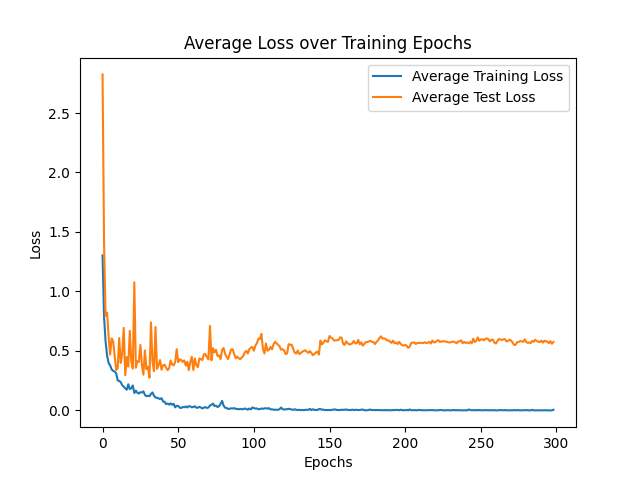 Average Loss over Training Epochs
Average Training Loss
Average Test Loss
2.5
2.0
1.5
1.0
0.5
0.0
Loss
0 50 100 150 200 250 300
Epochs